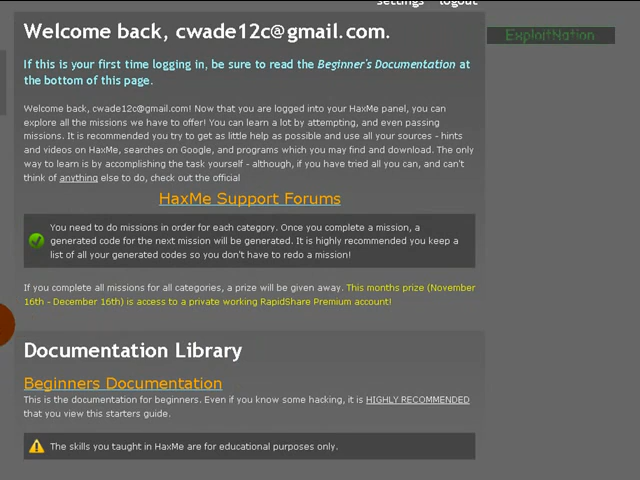 settings logout
Welcome back, cwade12c@gmail.com.
ExploitNation
If this is your first time logging in, be sure to read the Beginner's Documentation at
the bottom of this page.
Welcome back, cwade12c@gmail.com! Now that you are logged into your HaxMe panel, you can
explore all the missions we have to offer! You can learn a lot by attempting, and even passing
missions. It is recommended you try to get as little help as possible and use all your sources - hints
and videos on HaxMe, searches on Google, and programs which you may find and download. The only
way to learn is by accomplishing the task yourself - although, if you have tried all you can, and can't
think of anything else to do, check out the official
HaxMe Support Forums
You need to do missions in order for each category. Once you complete a mission, a
generated code for the next mission will be generated. It is highly recommended you keep a
list of all your generated codes so you don't have to redo a mission!
If you complete all missions for all categories, a prize will be given away. This months prize (November
16th - December 16th) is access to a private working RapidShare Premium account!
Documentation Library
Beginners Documentation
This is the documentation for beginners. Even if you know some hacking, it is HIGHLY RECOMMENDED
that you view this starters guide.
The skills you taught in HaxMe are for educational purposes only.